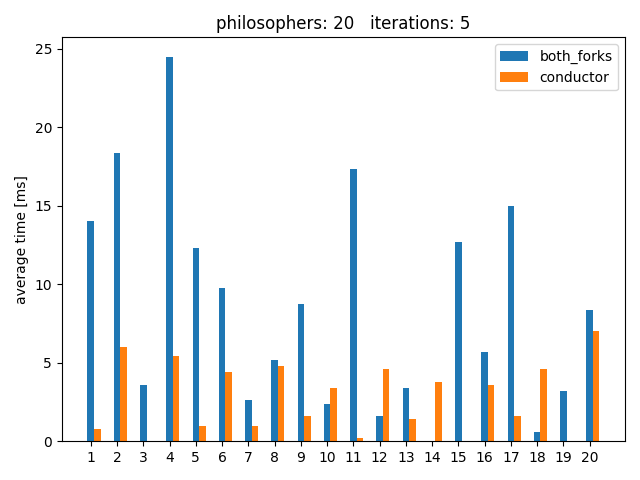 philosophers: 20   iterations: 5
both_forks
conductor
average time [ms]
25
20
15
10
5
0
1 2 3 4 5 6 7 8 9 10 11 12 13 14 15 16 17 18 19 20